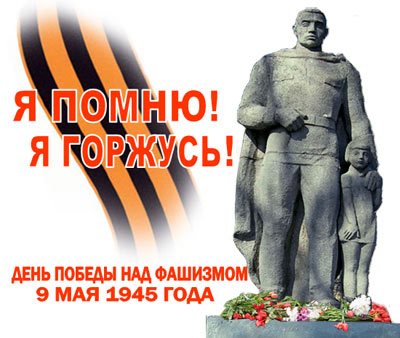 Я ПОМНЮ!
Я ГОРЖУСЬ!
ДЕНЬ ПОБЕДЫ НАД ФАШИЗМОМ
9 МАЯ 1945 ГОДА